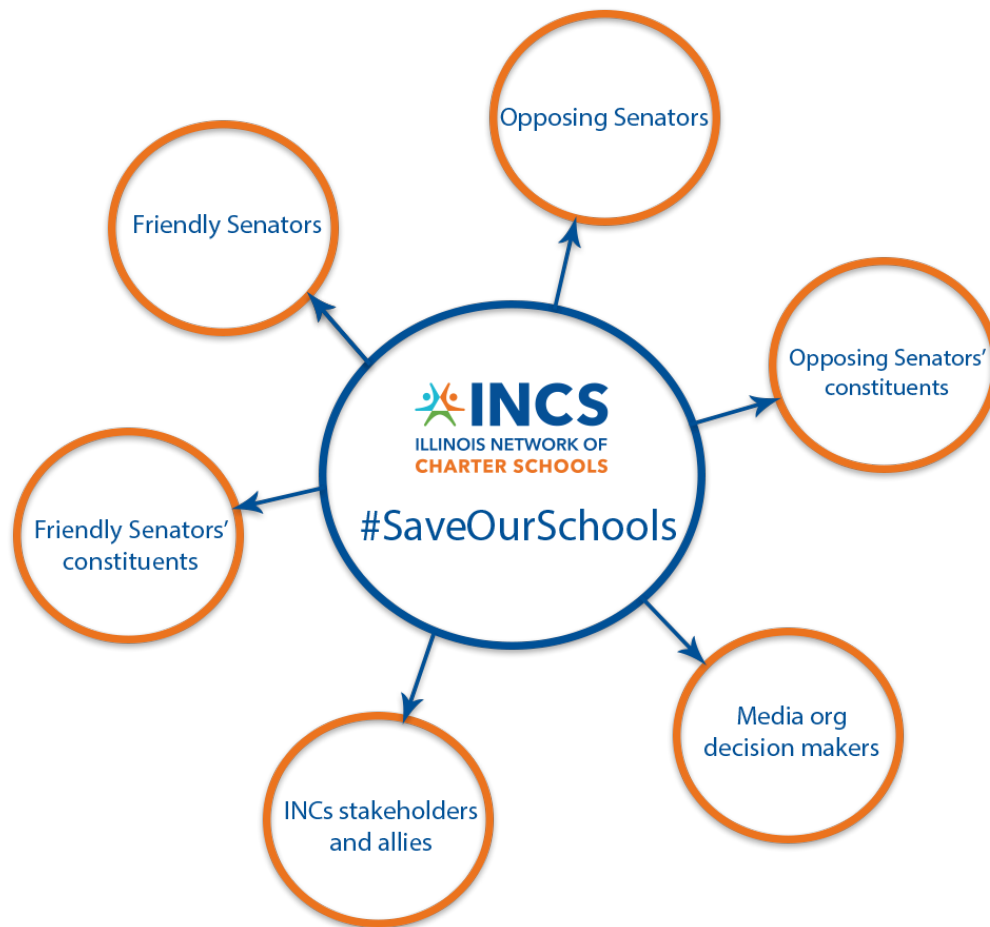 Opposing Senators
Friendly Senators
Opposing Senators’
constituents
INCS
ILLINOIS NETWORK OF
CHARTER SCHOOLS
#SaveOurSchools
Friendly Senators’
constituents
Media org
decision makers
INCs stakeholders
and allies